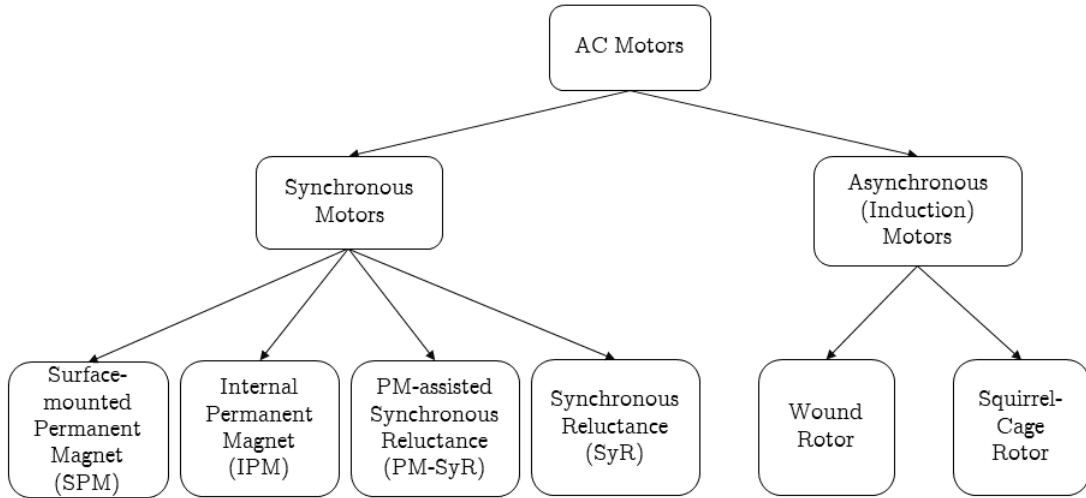 AC Motors
Synchronous
Motors
Asynchronous
(Induction)
Motors
Surface-
mounted
Permanent
Magnet
(SPM)
Internal
Permanent
Magnet
(IPM)
PM-assisted
Synchronous
Reluctance
(PM-SyR)
Synchronous
Reluctance
(SyR)
Wound
Rotor
Squirrel-
Cage
Rotor